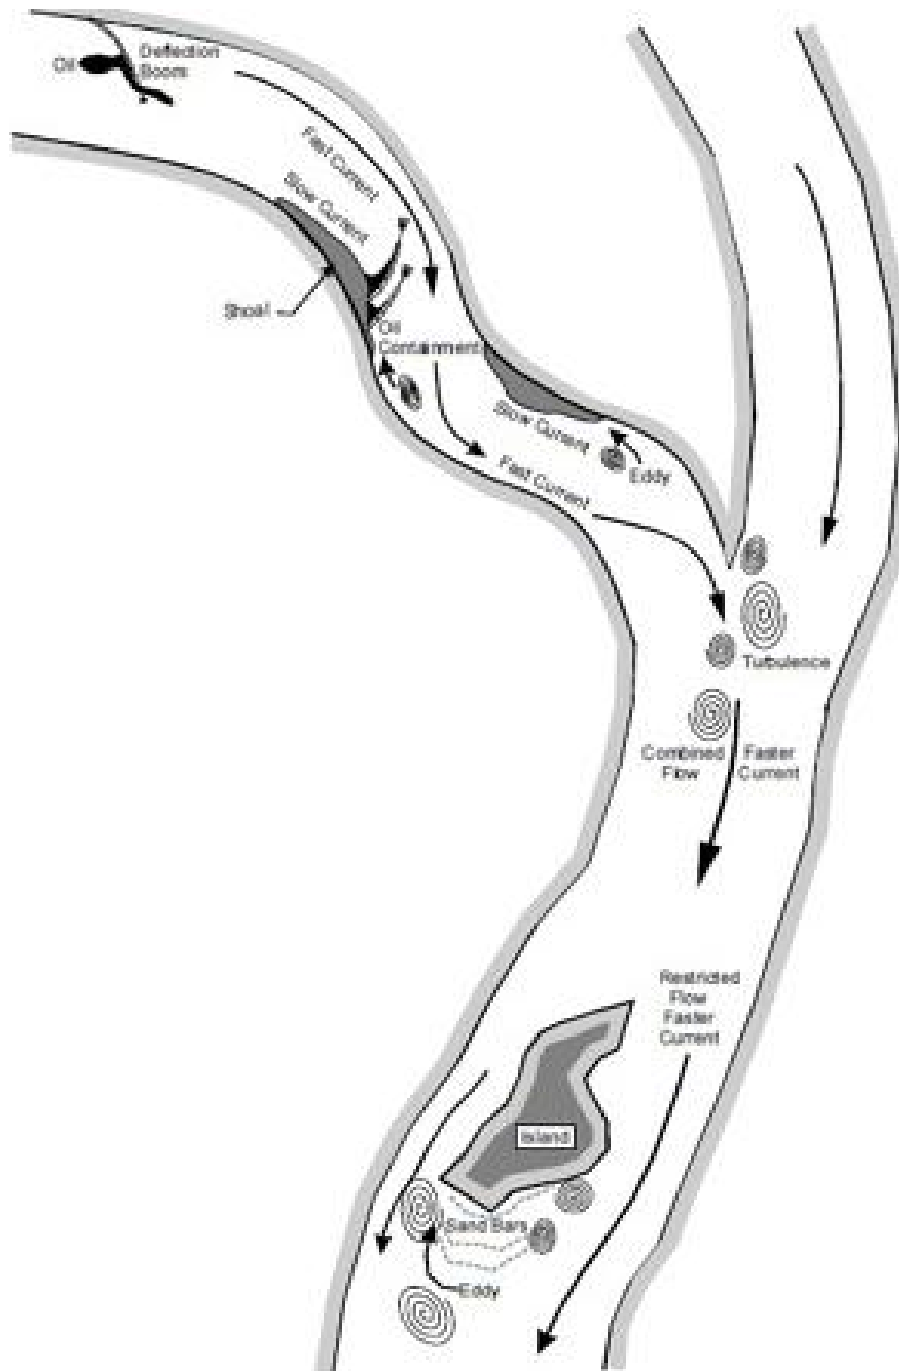 Oil
Deflection
Boom
Fast Current
Slow Current
Shoal
Oil
Containment
Slow Current
Eddy
Fast Current
Turbulence
Combined
Flow
Faster
Current
Restricted
Flow
Faster
Current
Island
Sand Bars
Eddy